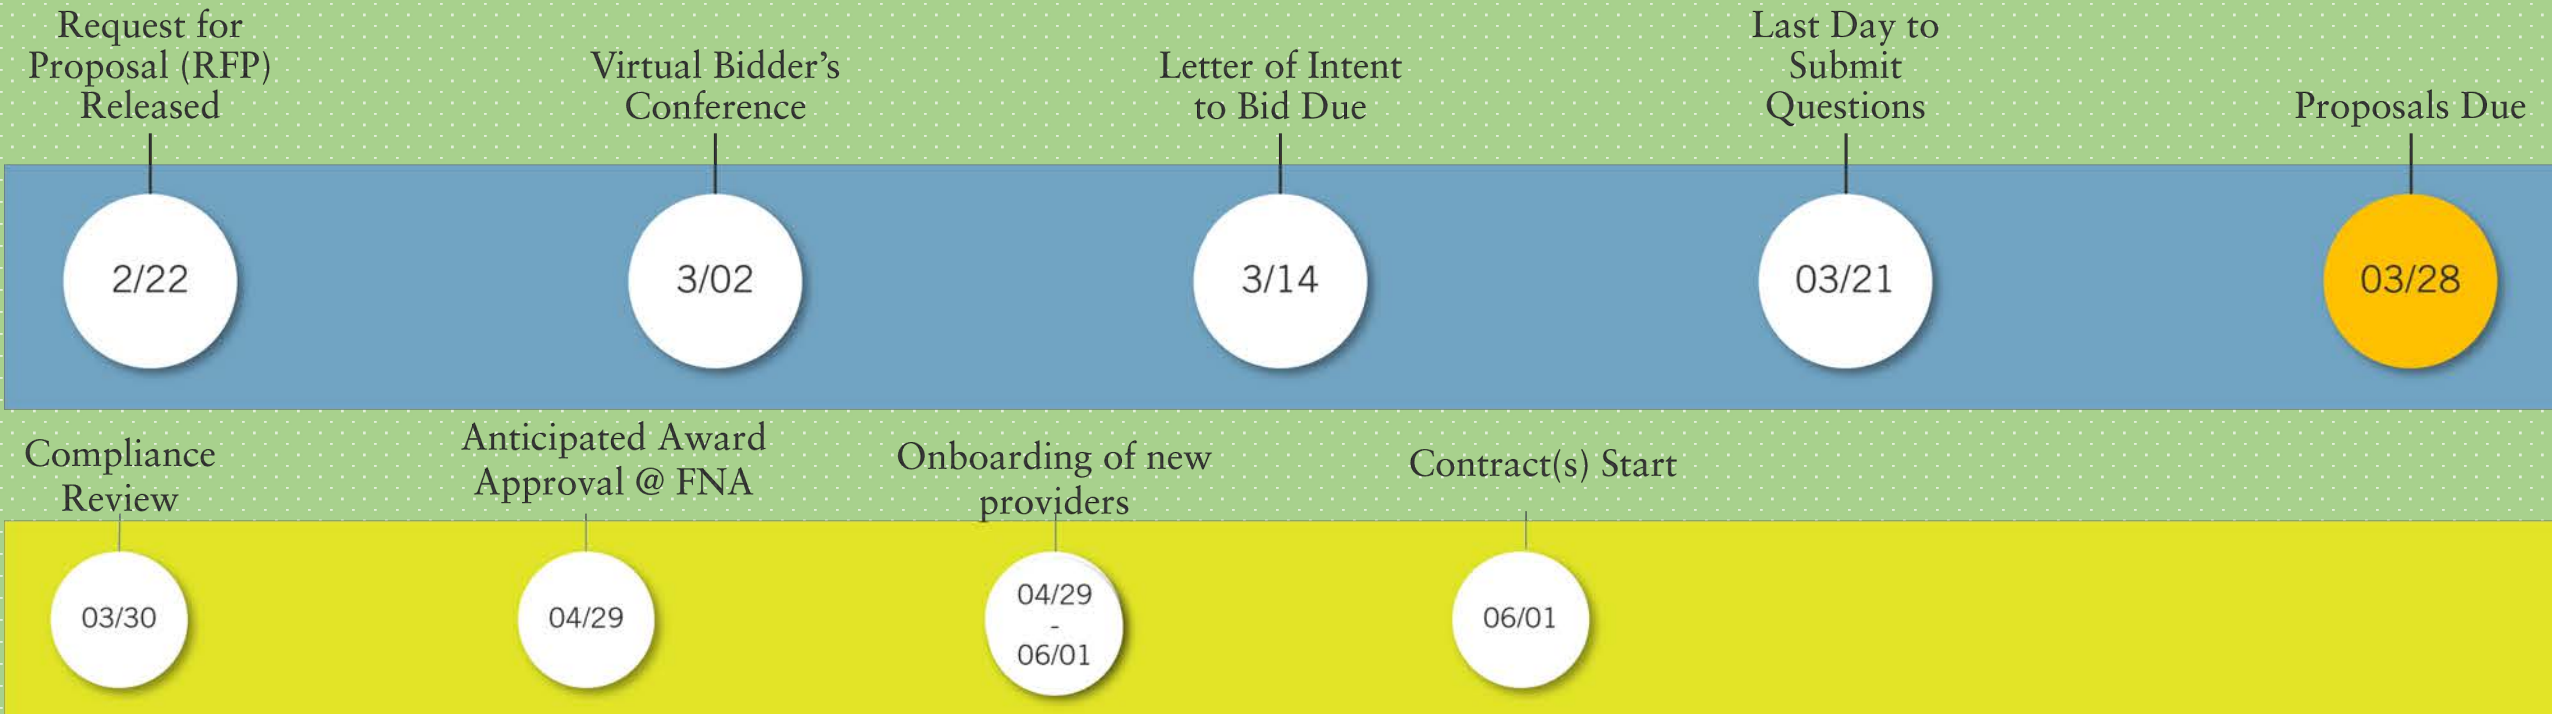 Request for
Proposal (RFP)
Released
Virtual Bidder’s
Conference
Letter of Intent
to Bid Due
Last Day to
Submit
Questions
Proposals Due
2/22
3/02
3/14
03/21
03/28
Compliance
Review
Anticipated Award
Approval @ FNA
Onboarding of new
providers
Contract(s) Start
03/30
04/29
04/29
-
06/01
06/01